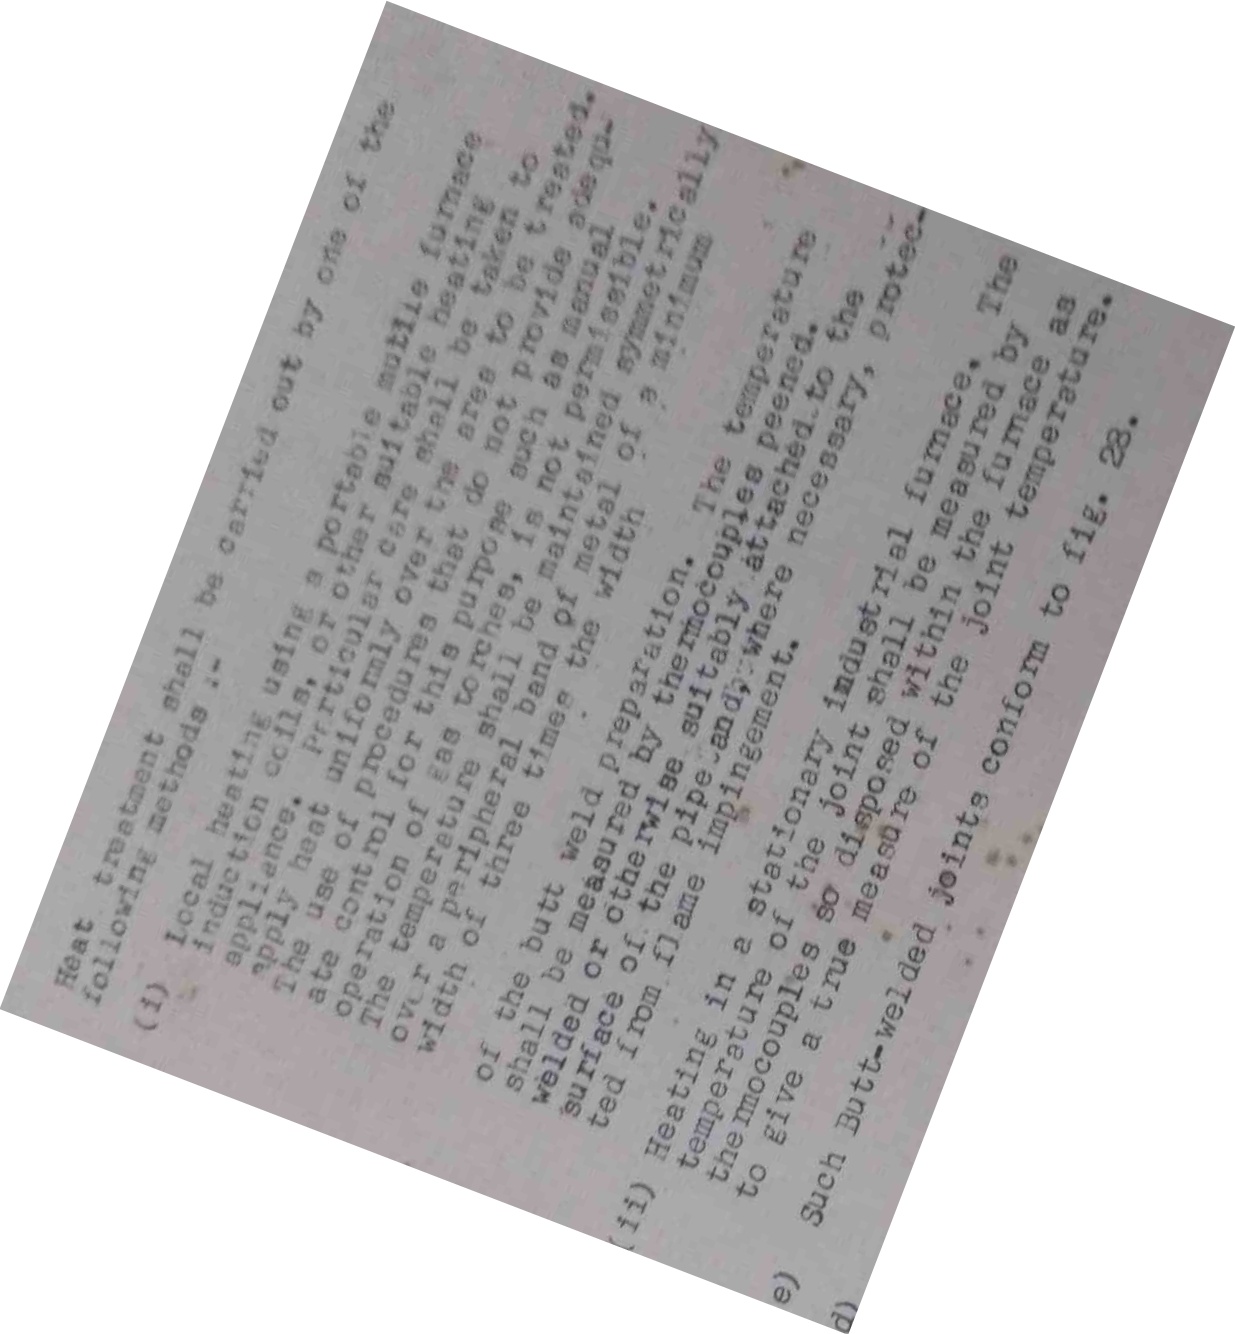 Heat treatment shall be carried out by one of the
following methods :-
(i) Local heating using a portable mutile furnace
induction coils, or other suitable heating
appliance. Particular care shall be taken to
apply heat uniformly over the area to be treated.
The use of procedures that do not provide adequ-
ate control for this purpose such as manual
operation of gas torches, is not permissible.
The temperature shall be maintained symmetrically
over a peripheral band of metal of a minimum
width of three times the width
of the butt weld preparation. The temperature
shall be measured by thermocouples peened.
welded or otherwise suitably attached to the
surface of the pipe and, where necessary, protec-
ted from flame impingement.
(ii) Heating in a stationary industrial furnace. The
temperature of the joint shall be measured by
thermocouples so disposed within the furnace as
to give a true measure of the joint temperature.
e) Such Butt-welded joints conform to fig. 28.
d)